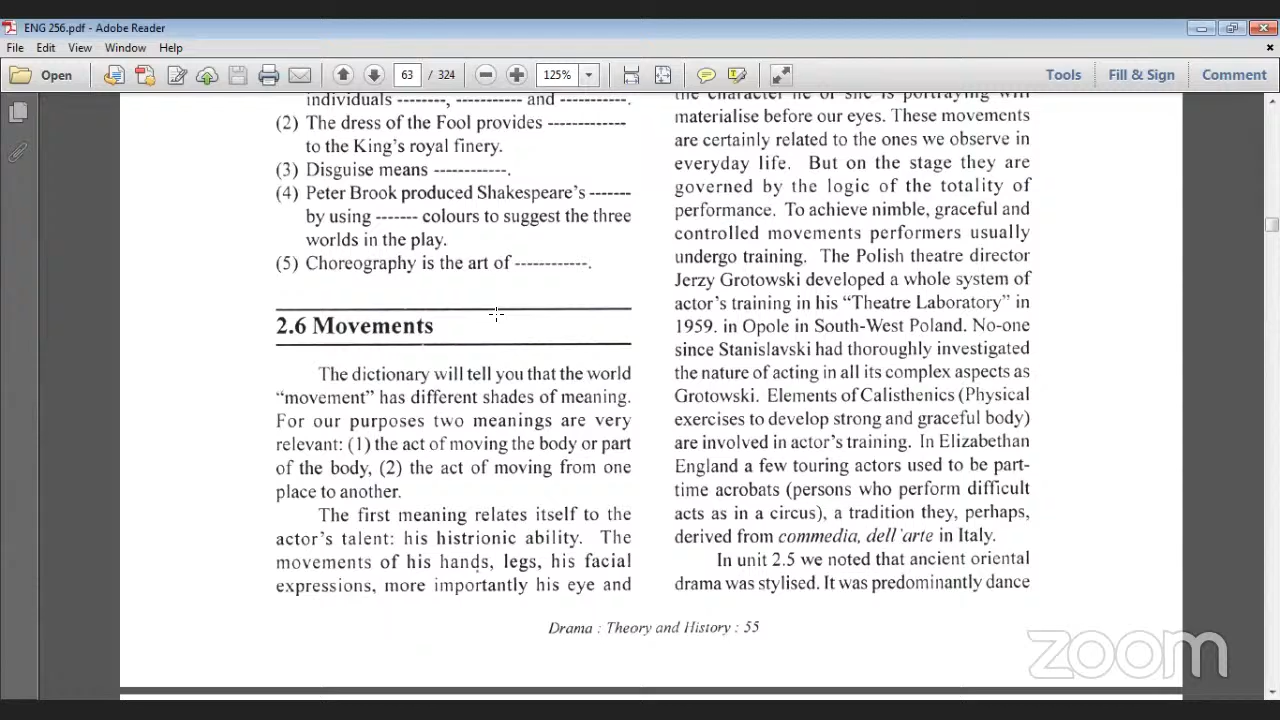 ENG 256.pdf - Adobe Reader
File Edit View Window Help
Open 63 / 324 125% Tools Fill & Sign Comment
individuals --------, ----------- and -----------.
(2) The dress of the Fool provides -------------
to the King's royal finery.
(3) Disguise means ------------.
(4) Peter Brook produced Shakespeare's -------
by using ------- colours to suggest the three
worlds in the play.
(5) Choreography is the art of ------------.
2.6 Movements
The dictionary will tell you that the world
“movement” has different shades of meaning.
For our purposes two meanings are very
relevant: (1) the act of moving the body or part
of the body, (2) the act of moving from one
place to another.
The first meaning relates itself to the
actor's talent: his histrionic ability. The
movements of his hands, legs, his facial
expressions, more importantly his eye and
the character he or she is portraying will
materialise before our eyes. These movements
are certainly related to the ones we observe in
everyday life. But on the stage they are
governed by the logic of the totality of
performance. To achieve nimble, graceful and
controlled movements performers usually
undergo training. The Polish theatre director
Jerzy Grotowski developed a whole system of
actor's training in his “Theatre Laboratory” in
1959. in Opole in South-West Poland. No-one
since Stanislavski had thoroughly investigated
the nature of acting in all its complex aspects as
Grotowski. Elements of Calisthenics (Physical
exercises to develop strong and graceful body)
are involved in actor's training. In Elizabethan
England a few touring actors used to be part-
time acrobats (persons who perform difficult
acts as in a circus), a tradition they, perhaps,
derived from commedia, dell'arte in Italy.
In unit 2.5 we noted that ancient oriental
drama was stylised. It was predominantly dance
Drama : Theory and History : 55
zoom